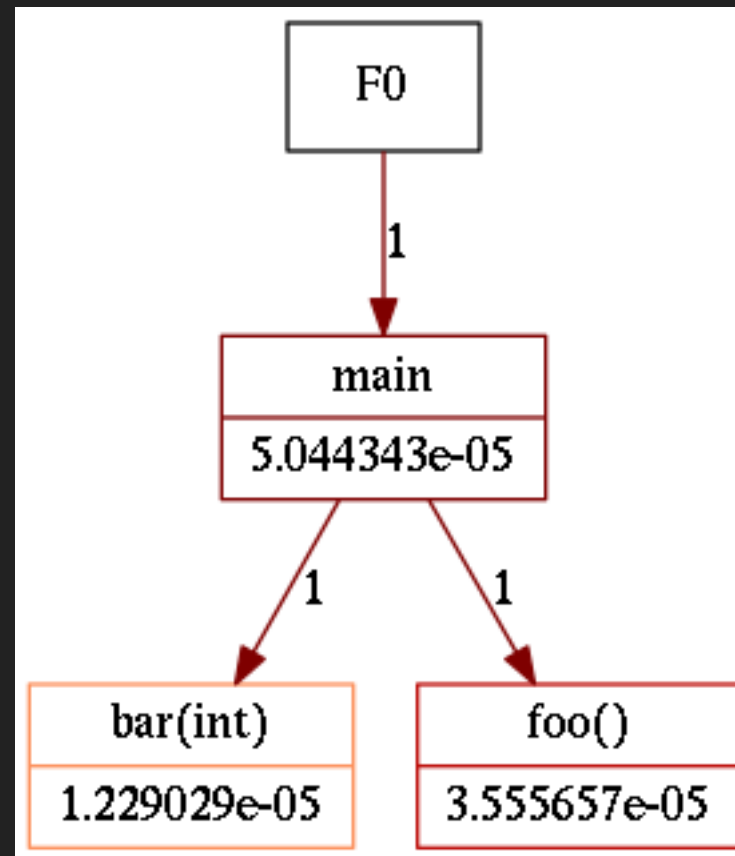 F0
1
main
5.044343e-05
1
1
bar(int)
1.229029e-05
foo()
3.555657e-05